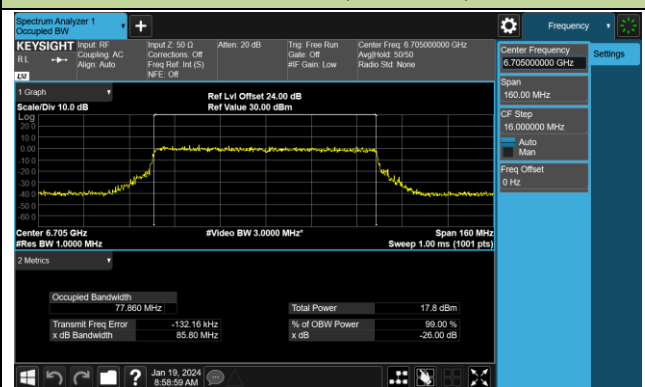 Spectrum Analyzer 1
Occupied BW
Frequency
KEYSIGHT
Input: RF
Coupling: AC
Align: Auto
Input Z: 50 Ω
Corrections: Off
Freq Ref: Int (S)
NFE: Off
Atten: 20 dB
Trig: Free Run
Gate: Off
#IF Gain: Low
Center Freq: 6.705000000 GHz
Avg|Hold: 50/50
Radio Std: None
RL
LXI
1 Graph
Scale/Div 10.0 dB
Ref Lvl Offset 24.00 dB
Ref Value 30.00 dBm
Log
20.0
10.0
0.00
-10.0
-20.0
-30.0
-40.0
-50.0
-60.0
Center 6.705 GHz
#Res BW 1.0000 MHz
#Video BW 3.0000 MHz*
Span 160 MHz
Sweep 1.00 ms (1001 pts)
2 Metrics
Occupied Bandwidth
77.860 MHz
Total Power 17.8 dBm
Transmit Freq Error -132.16 kHz
% of OBW Power 99.00 %
x dB Bandwidth 85.80 MHz
x dB -26.00 dB
Jan 19, 2024
8:58:59 AM
Center Frequency
6.705000000 GHz
Settings
Span
160.00 MHz
CF Step
16.000000 MHz
Auto
Man
Freq Offset
0 Hz